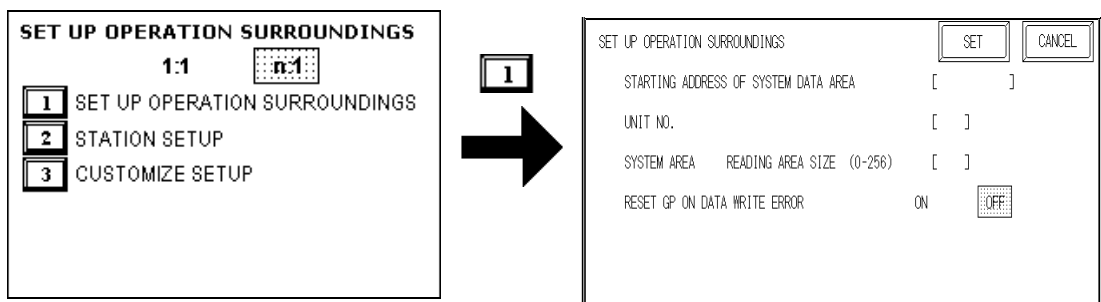 SET UP OPERATION SURROUNDINGS
1:1 n:1
1 SET UP OPERATION SURROUNDINGS
2 STATION SETUP
3 CUSTOMIZE SETUP
1
SET UP OPERATION SURROUNDINGS SET CANCEL
STARTING ADDRESS OF SYSTEM DATA AREA [ ]
UNIT NO. [ ]
SYSTEM AREA READING AREA SIZE (0-256) [ ]
RESET GP ON DATA WRITE ERROR ON OFF